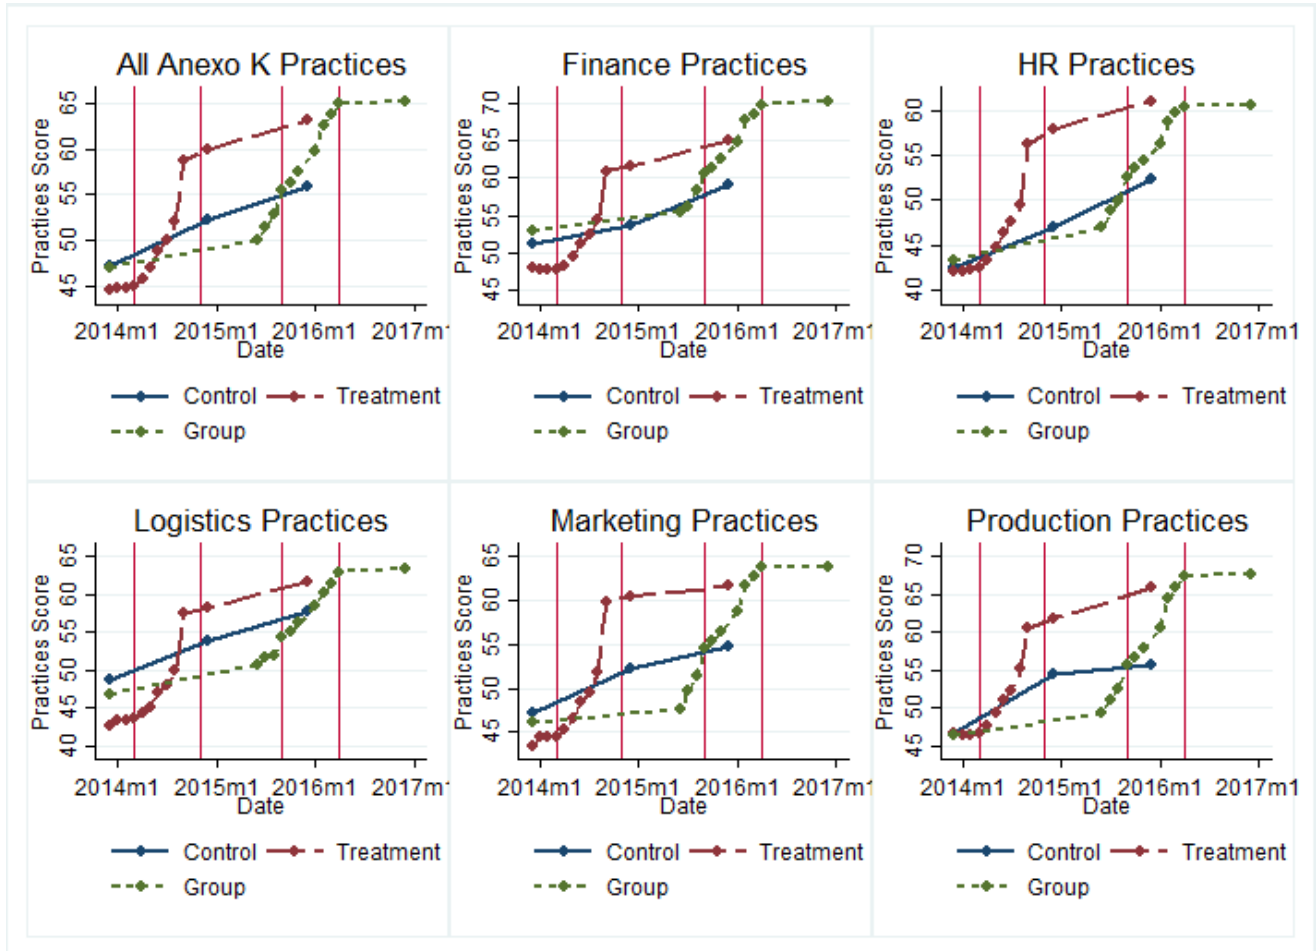 All Anexo K Practices
Practices Score
65
60
55
50
45
2014m1 2015m1 2016m1 2017m1
Date
Control Treatment
Group
Finance Practices
Practices Score
70
65
60
55
50
45
2014m1 2015m1 2016m1 2017m1
Date
Control Treatment
Group
HR Practices
Practices Score
60
55
50
45
40
2014m1 2015m1 2016m1 2017m1
Date
Control Treatment
Group
Logistics Practices
Practices Score
65
60
55
50
45
40
2014m1 2015m1 2016m1 2017m1
Date
Control Treatment
Group
Marketing Practices
Practices Score
65
60
55
50
45
2014m1 2015m1 2016m1 2017m1
Date
Control Treatment
Group
Production Practices
Practices Score
70
65
60
55
50
45
2014m1 2015m1 2016m1 2017m1
Date
Control Treatment
Group